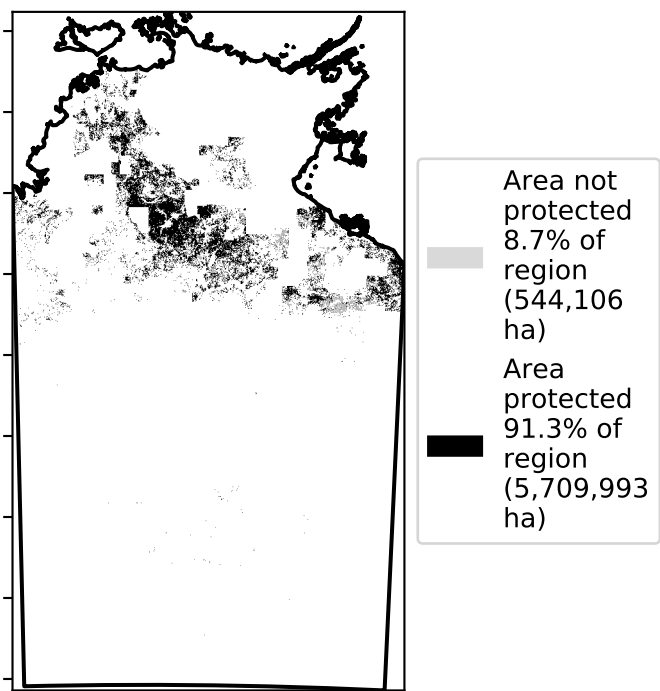 Area not
protected
8.7% of
region
(544,106
ha)
Area
protected
91.3% of
region
(5,709,993
ha)